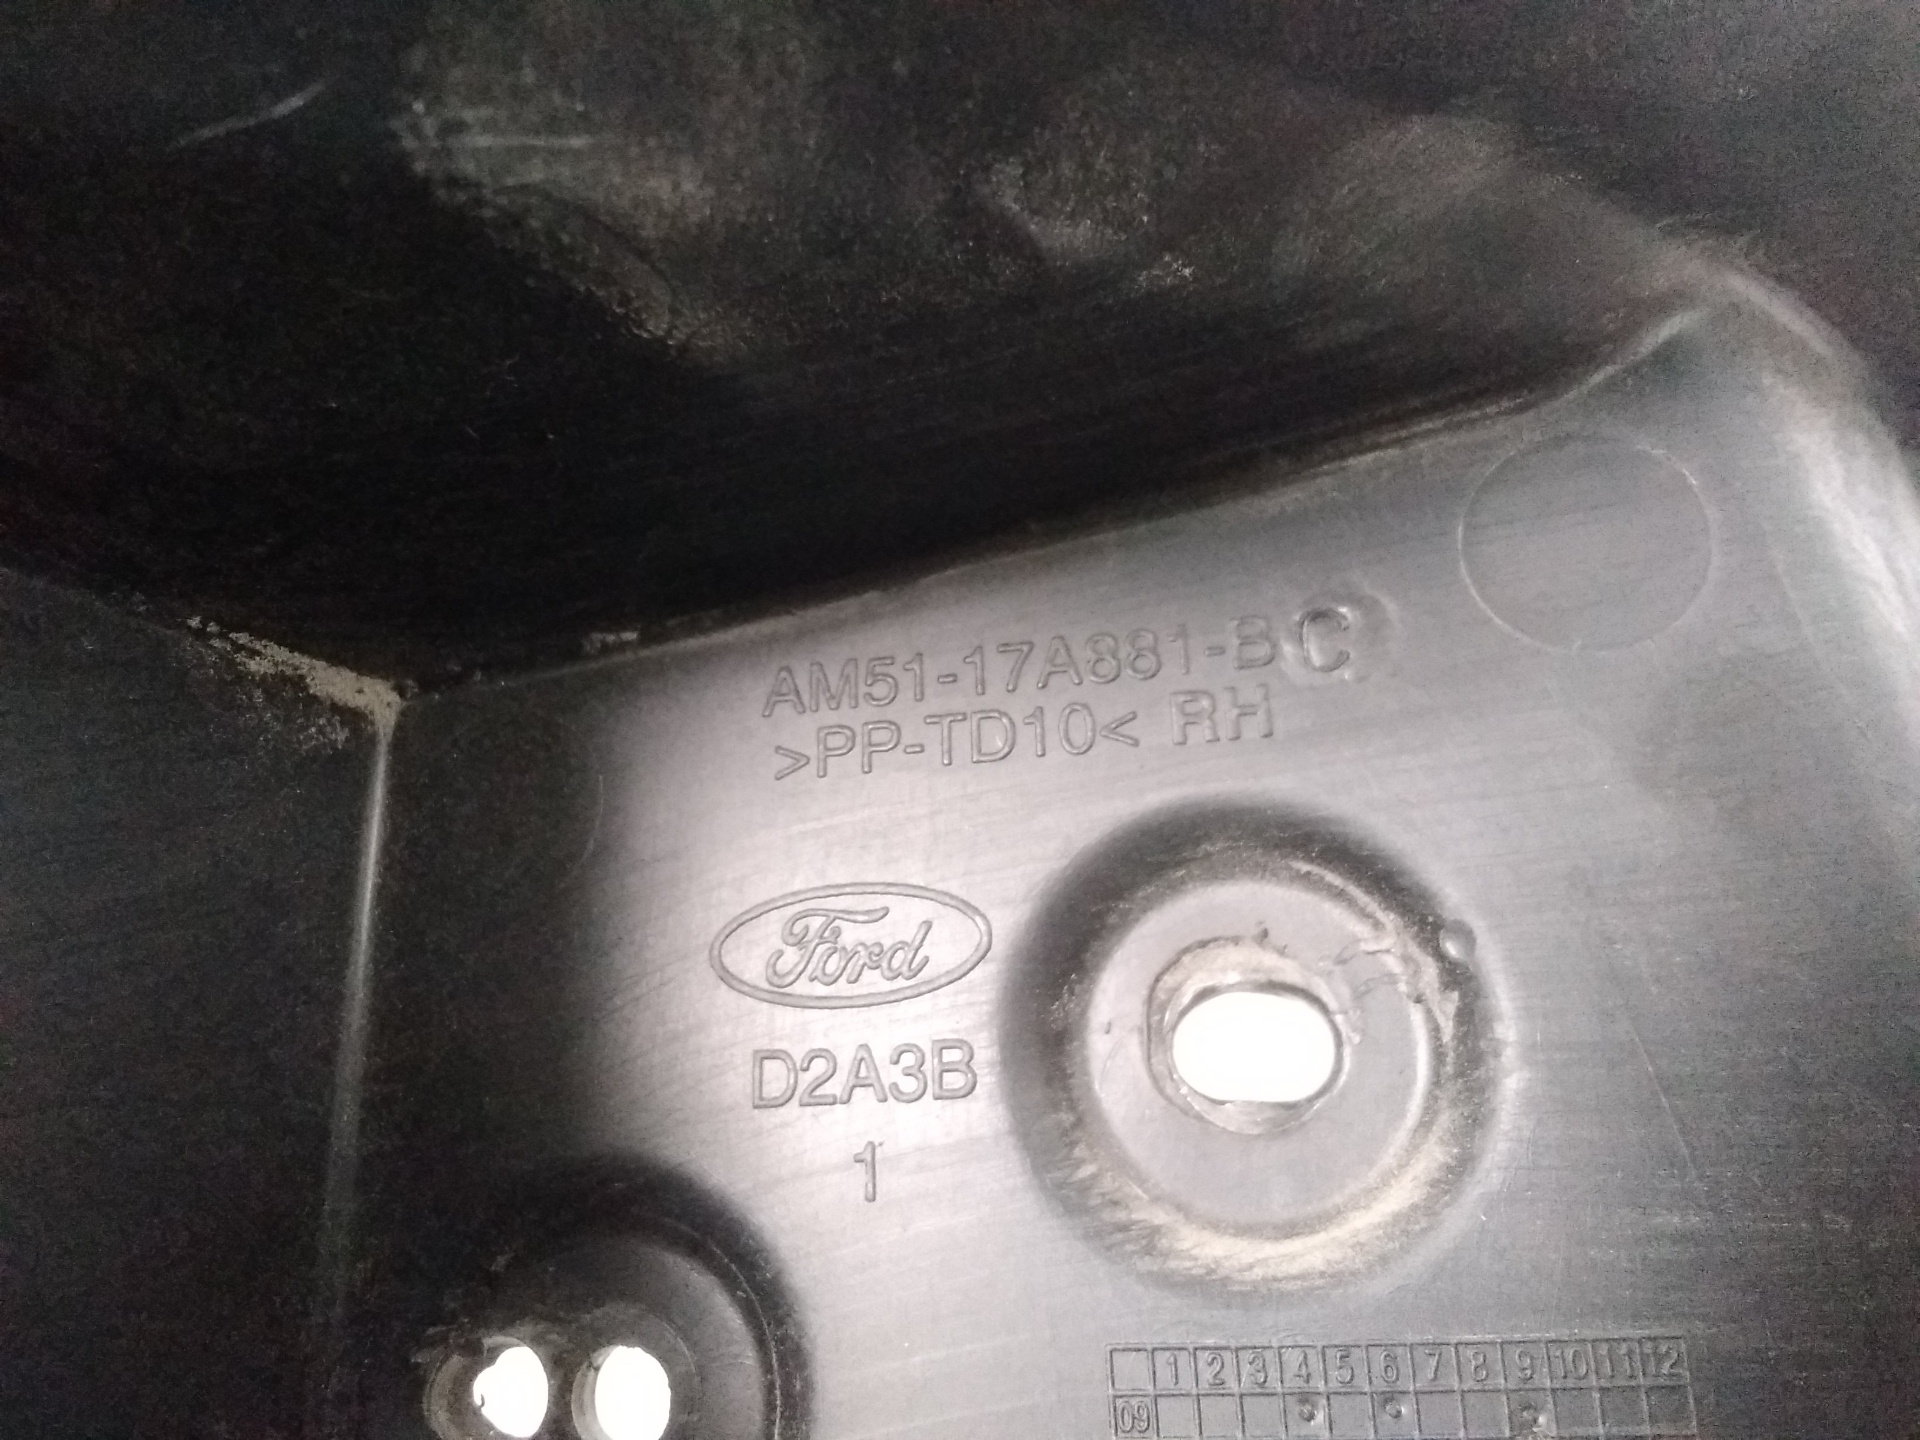 AM51-17A881-BC
>PP-TD10< RH
Ford
D2A3B
1
1 2 3 4 5 6 7 8 9 10 11 12
09